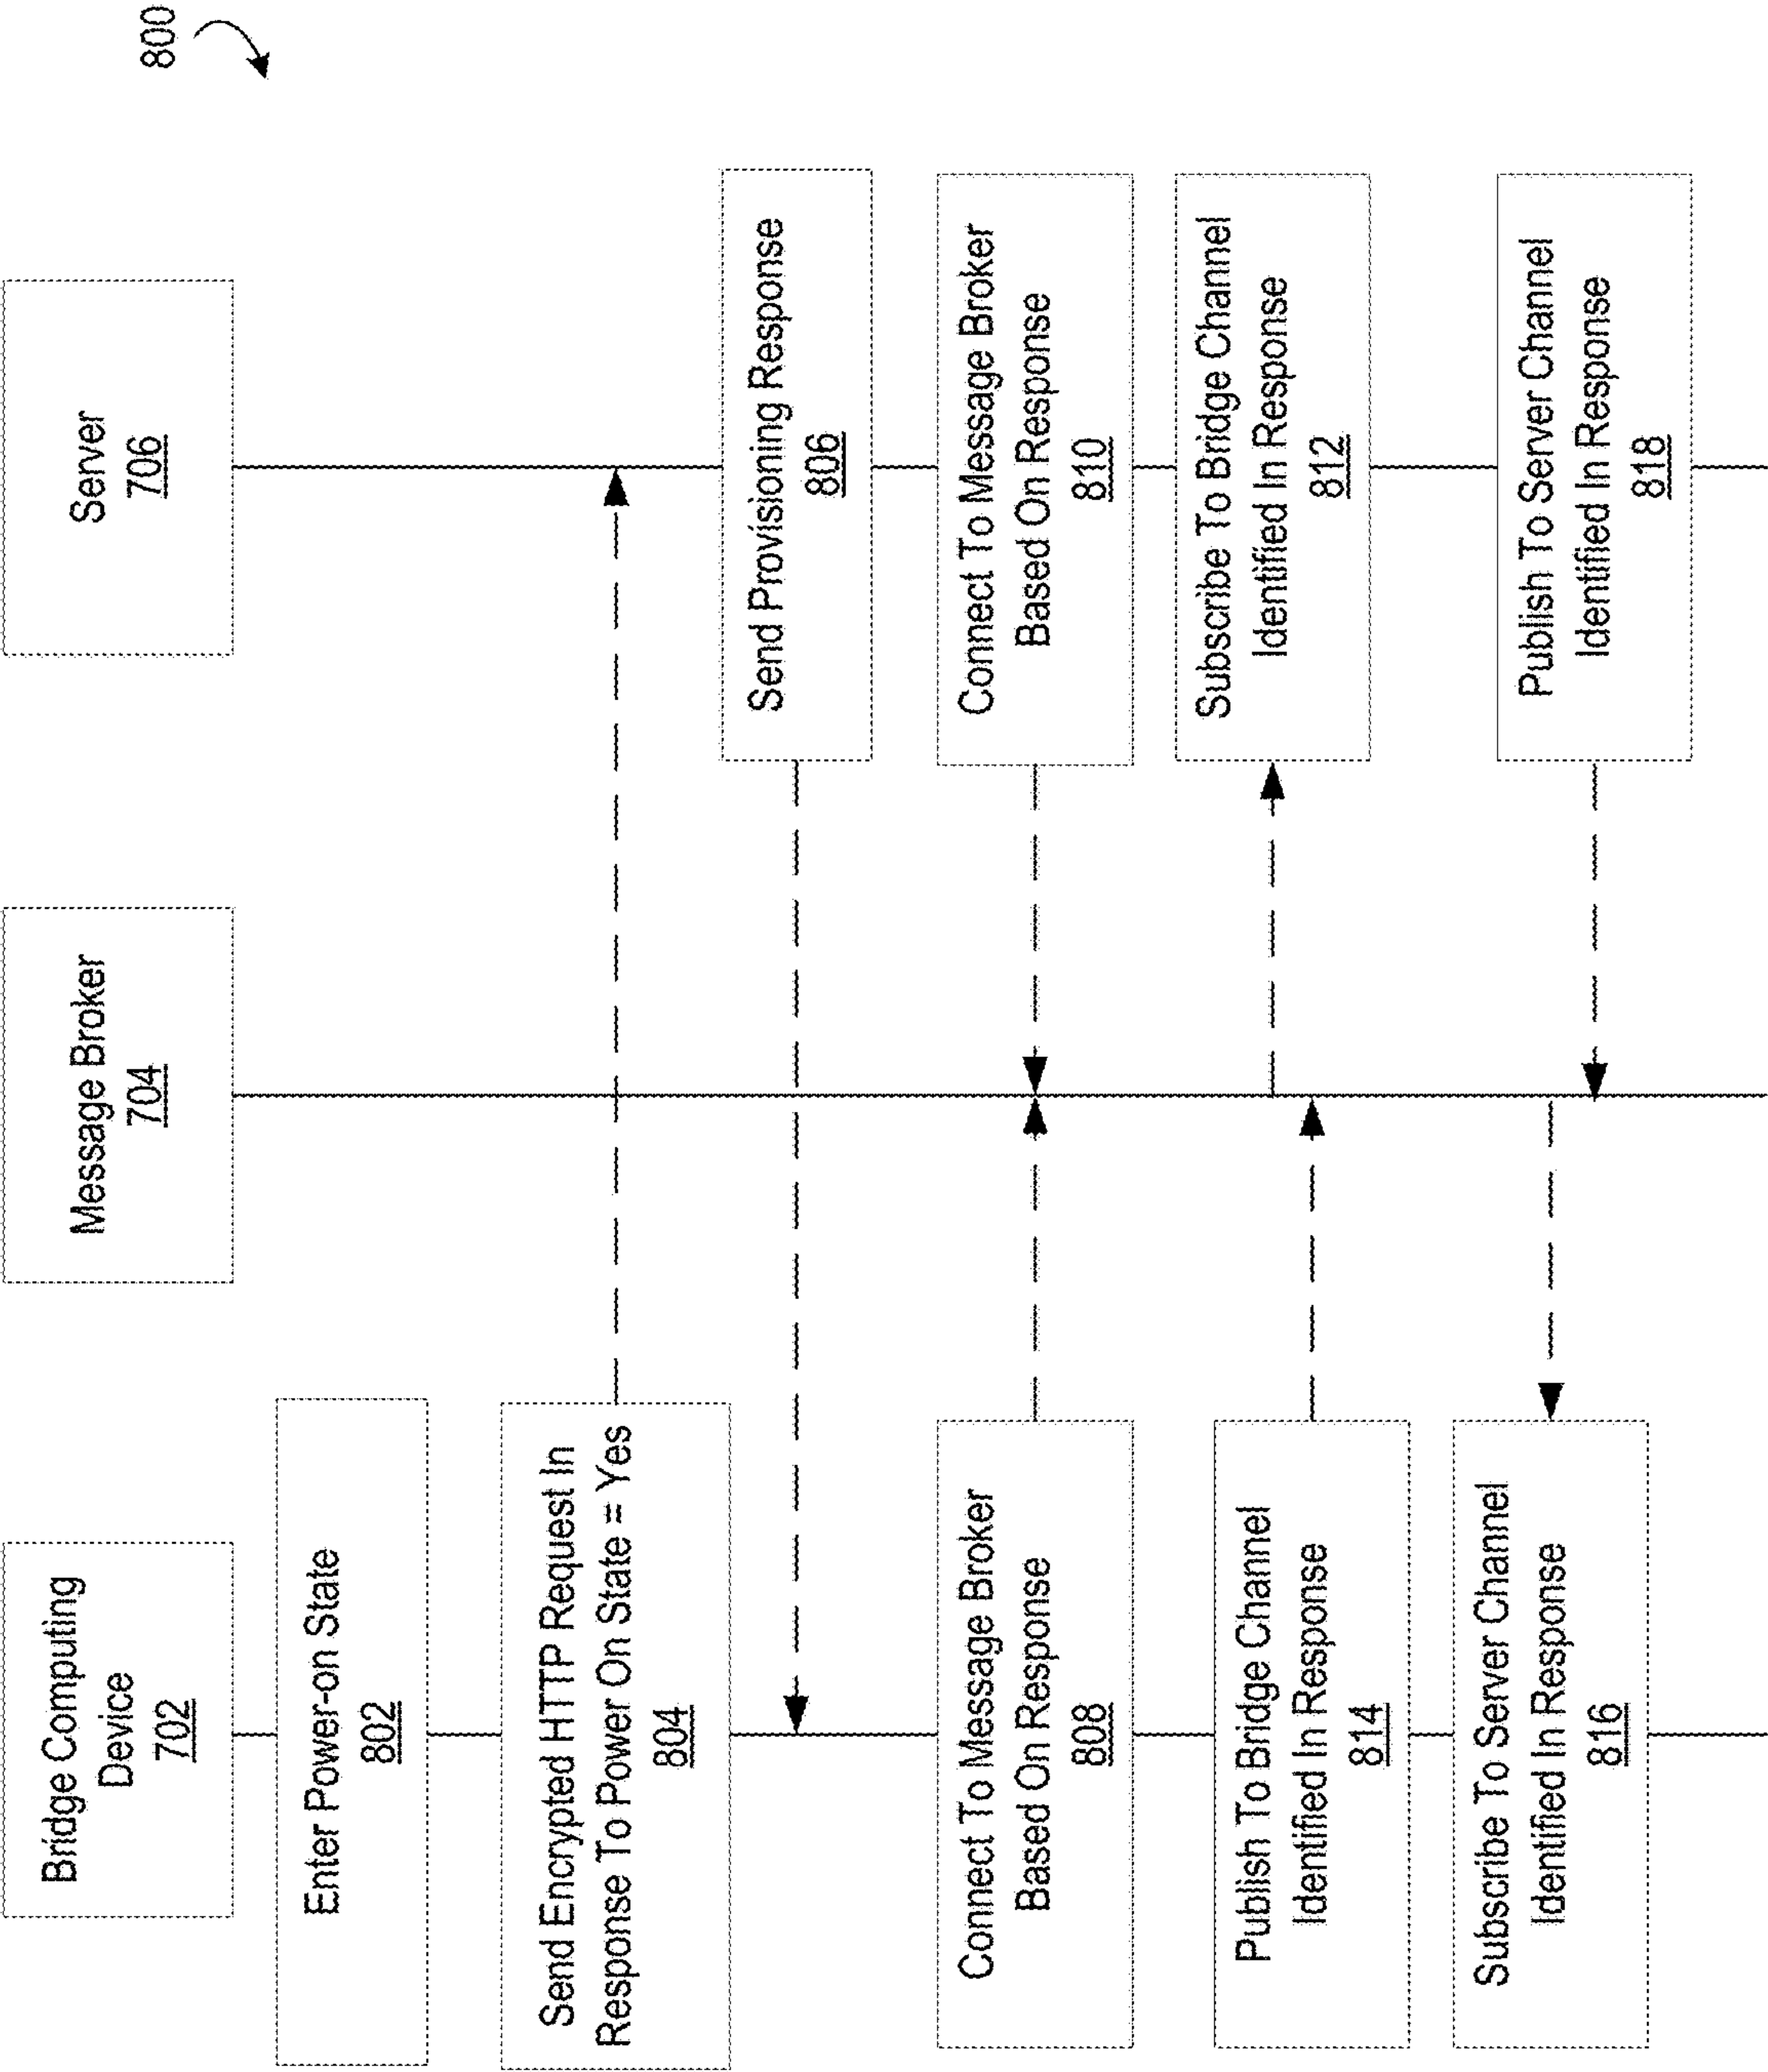 800
Bridge Computing
Device
702
Message Broker
704
Server
706
Enter Power-on State
802
Send Encrypted HTTP Request In
Response To Power On State = Yes
804
Send Provisioning Response
806
Connect To Message Broker
Based On Response
808
Connect To Message Broker
Based On Response
810
Subscribe To Bridge Channel
Identified In Response
812
Publish To Bridge Channel
Identified In Response
814
Subscribe To Server Channel
Identified In Response
816
Publish To Server Channel
Identified In Response
818